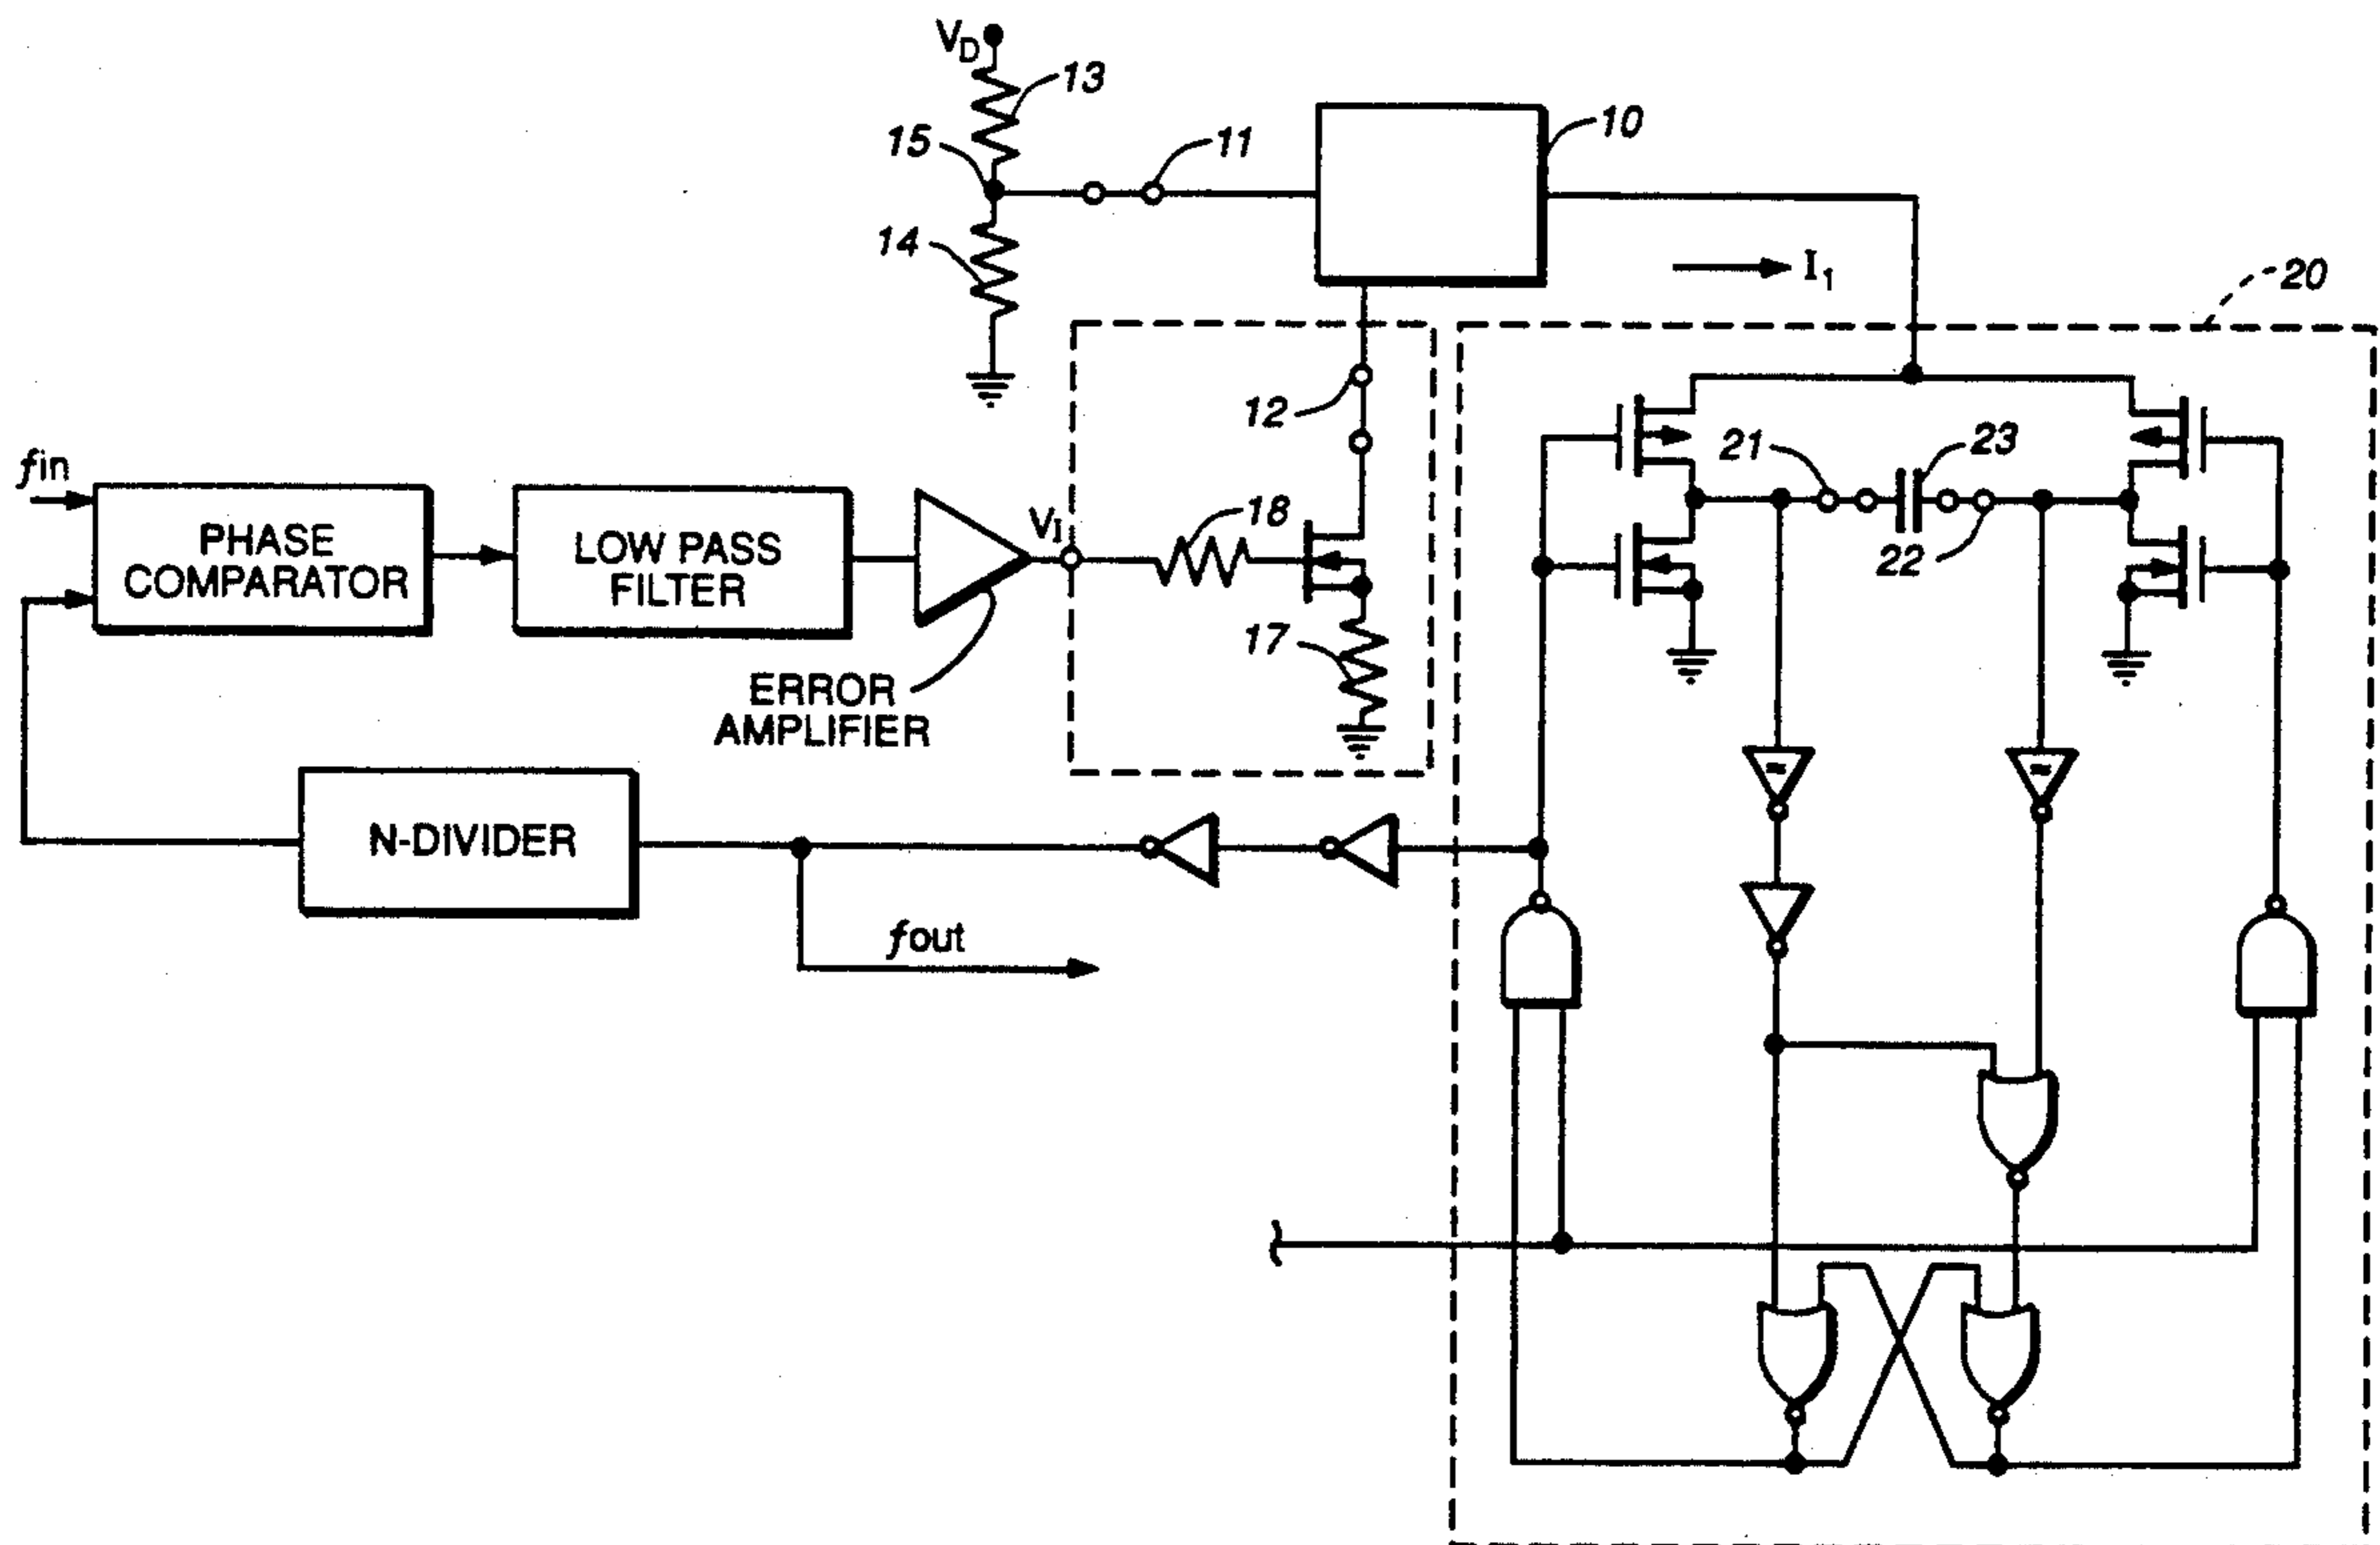 VD
13
15
11
10
14
I1
20
12
21
23
fin
PHASE
COMPARATOR
LOW PASS
FILTER
VI
18
22
17
ERROR
AMPLIFIER
N-DIVIDER
fout